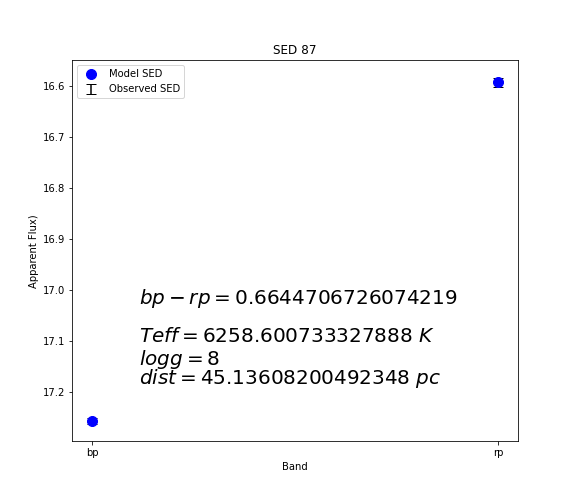 SED 87
Model SED
Observed SED
16.6
16.7
16.8
16.9
17.0
17.1
17.2
Apparent Flux)
bp − rp = 0.6644706726074219
Teff = 6258.600733327888 K
logg = 8
dist = 45.13608200492348 pc
bp
rp
Band